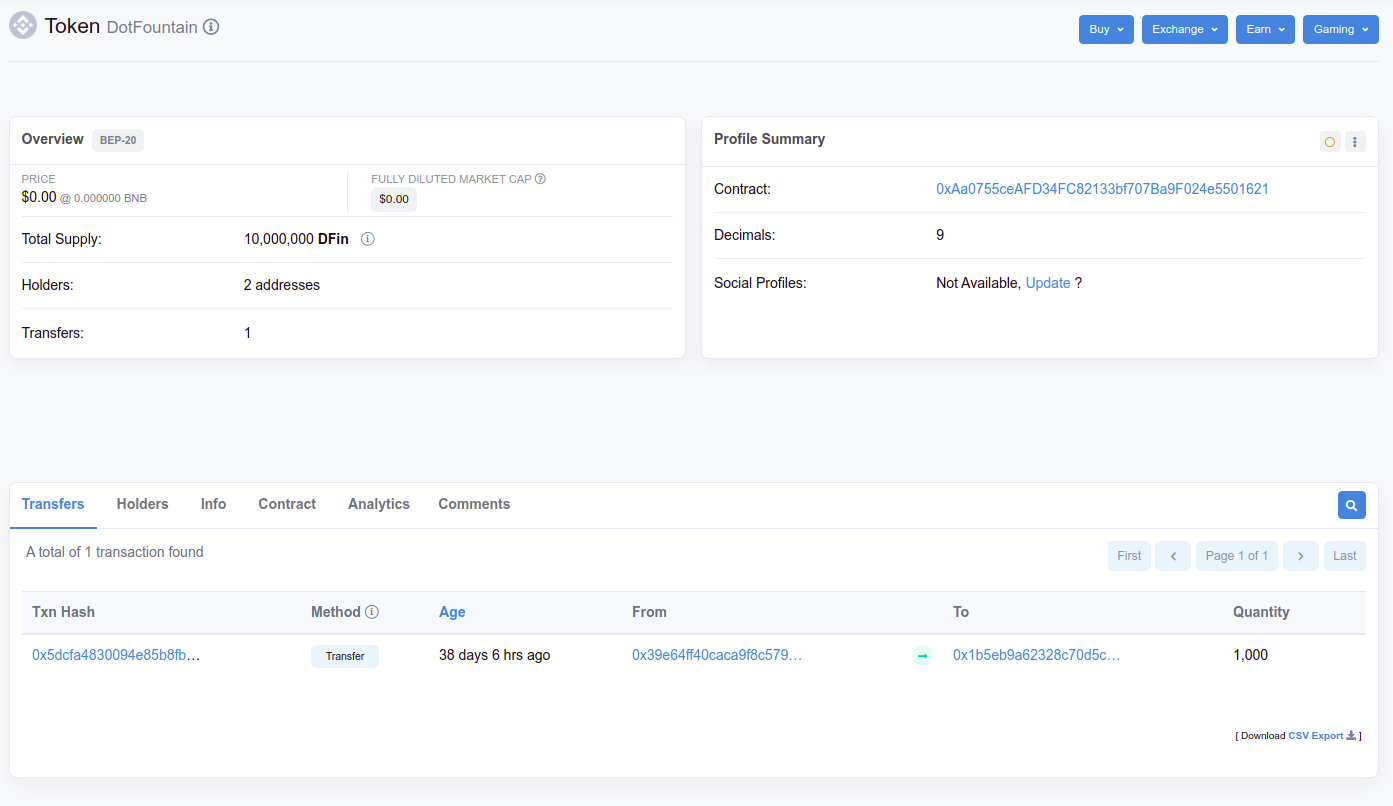 Token DotFountain
Buy Exchange Earn Gaming
Overview BEP-20
PRICE
$0.00 @ 0.000000 BNB
FULLY DILUTED MARKET CAP
$0.00
Total Supply: 10,000,000 DFin
Holders: 2 addresses
Transfers: 1
Profile Summary
Contract: 0xAa0755ceAFD34FC82133bf707Ba9F024e5501621
Decimals: 9
Social Profiles: Not Available, Update ?
Transfers Holders Info Contract Analytics Comments
A total of 1 transaction found
First Page 1 of 1 Last
Txn Hash Method Age From To Quantity
0x5dcfa4830094e85b8fb... Transfer 38 days 6 hrs ago 0x39e64ff40caca9f8c579... 0x1b5eb9a62328c70d5c... 1,000
[ Download CSV Export ]